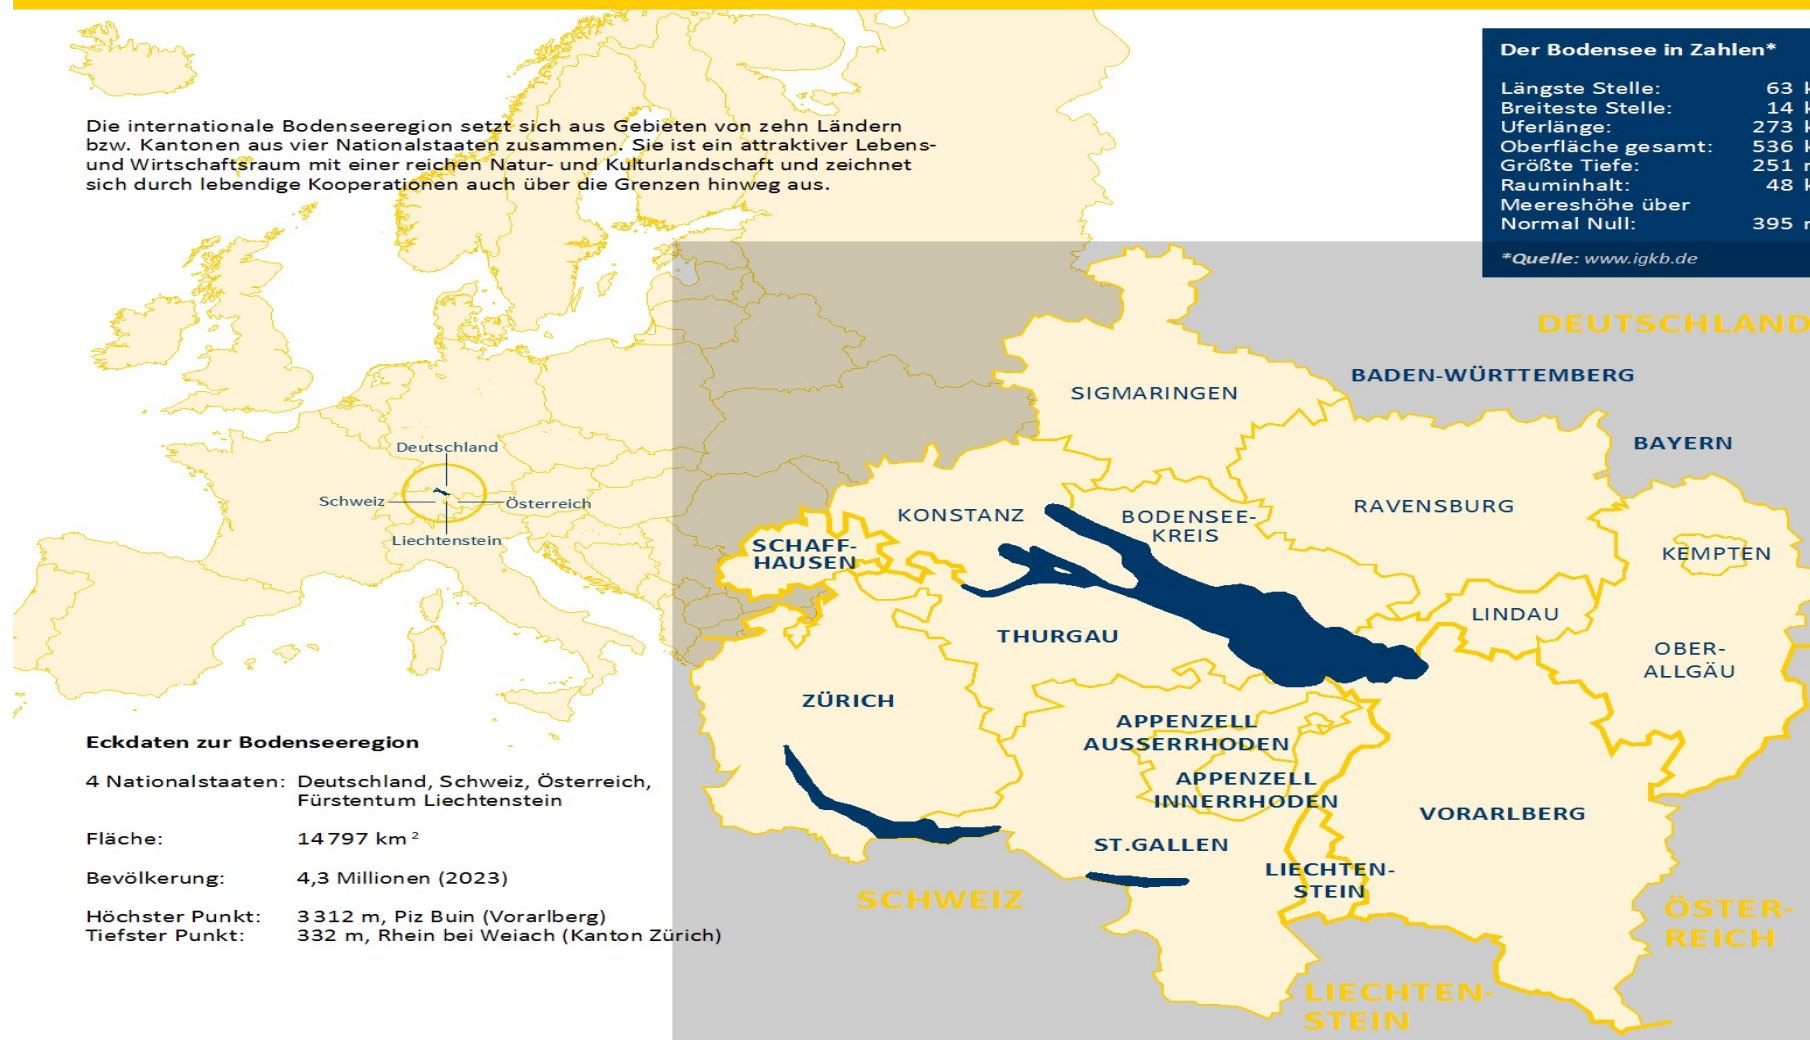 Die internationale Bodenseeregion setzt sich aus Gebieten von zehn Ländern
bzw. Kantonen aus vier Nationalstaaten zusammen. Sie ist ein attraktiver Lebens-
und Wirtschaftsraum mit einer reichen Natur- und Kulturlandschaft und zeichnet
sich durch lebendige Kooperationen auch über die Grenzen hinweg aus.
Der Bodensee in Zahlen*
Längste Stelle: 63 k
Breiteste Stelle: 14 k
Uferlänge: 273 k
Oberfläche gesamt: 536 k
Größte Tiefe: 251 m
Rauminhalt: 48 k
Meereshöhe über
Normal Null: 395 m
*Quelle: www.igkb.de
Deutschland
Schweiz
Österreich
Liechtenstein
DEUTSCHLAND
BADEN-WÜRTTEMBERG
SIGMARINGEN
BAYERN
RAVENSBURG
KONSTANZ
BODENSEE-
KREIS
SCHAFF-
HAUSEN
KEMPTEN
LINDAU
THURGAU
OBER-
ALLGÄU
ZÜRICH
APPENZELL
AUSSERRHODEN
APPENZELL
INNERRHODEN
VORARLBERG
ST.GALLEN
LIECHTEN-
STEIN
SCHWEIZ
ÖSTER-
REICH
LIECHTEN-
STEIN
Eckdaten zur Bodenseeregion
4 Nationalstaaten: Deutschland, Schweiz, Österreich,
Fürstentum Liechtenstein
Fläche: 14797 km²
Bevölkerung: 4,3 Millionen (2023)
Höchster Punkt: 3312 m, Piz Buin (Vorarlberg)
Tiefster Punkt: 332 m, Rhein bei Weiach (Kanton Zürich)